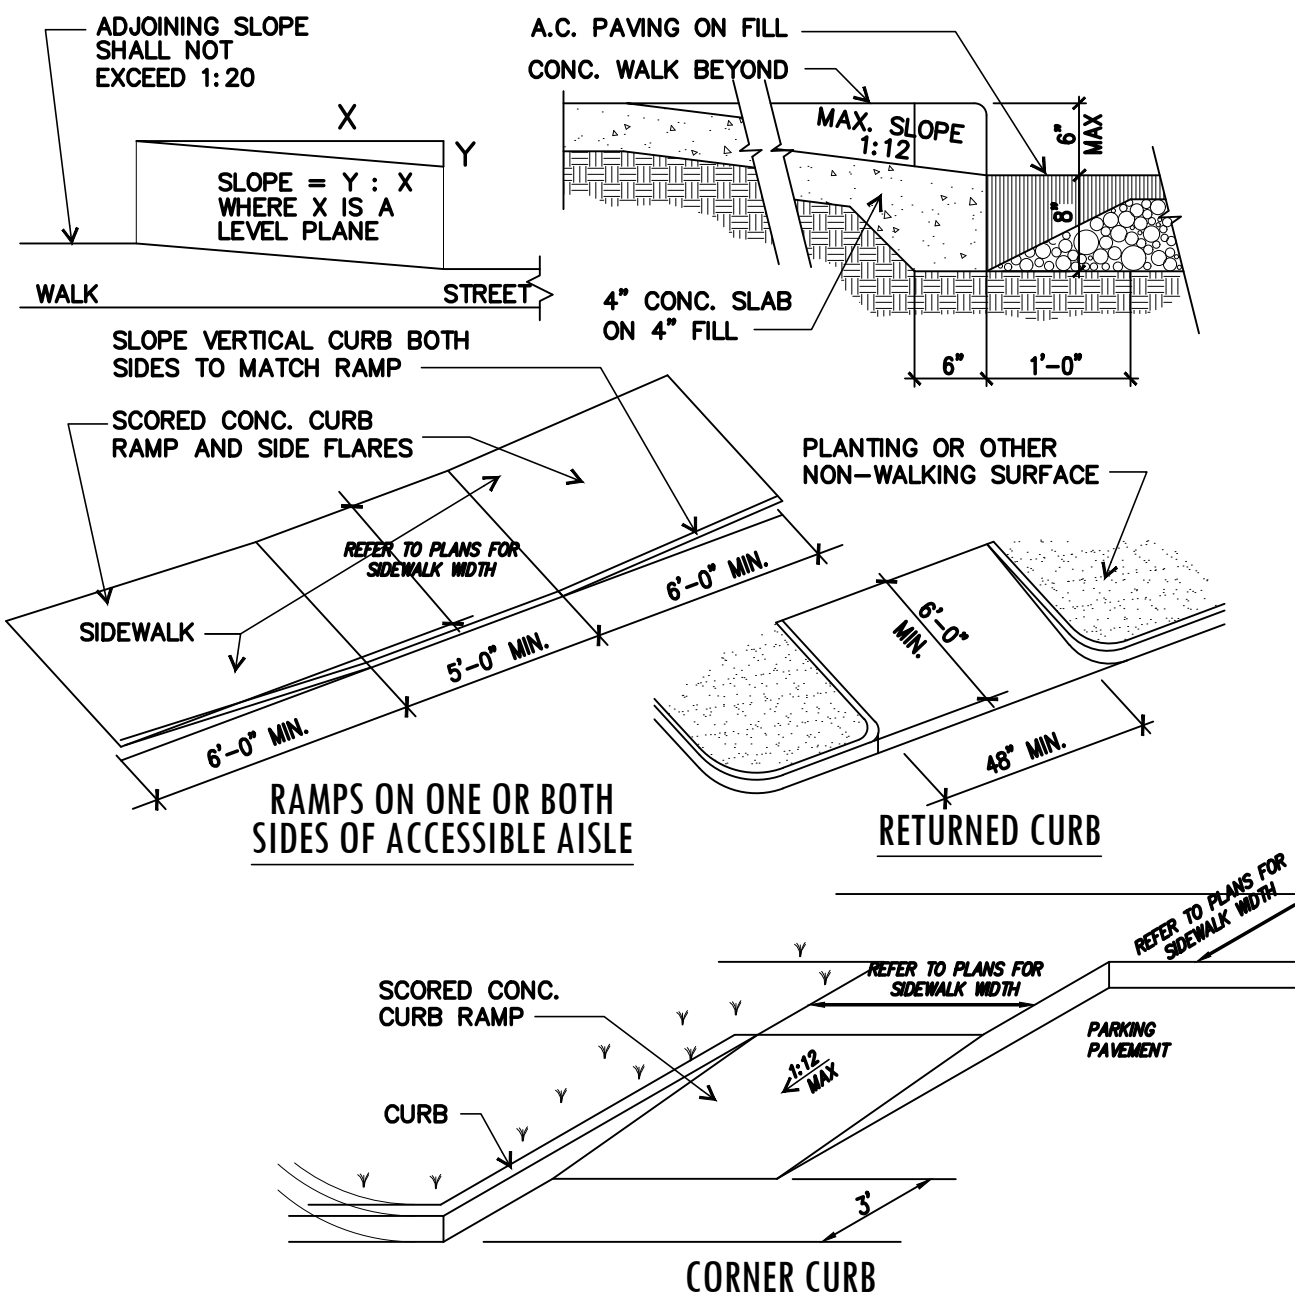 ADJOINING SLOPE
SHALL NOT
EXCEED 1:20
X
Y
SLOPE = Y : X
WHERE X IS A
LEVEL PLANE
WALK
STREET
A.C. PAVING ON FILL
CONC. WALK BEYOND
MAX. SLOPE
1:12
6"
MAX
8"
4" CONC. SLAB
ON 4" FILL
6"
1'-0"
SLOPE VERTICAL CURB BOTH
SIDES TO MATCH RAMP
SCORED CONC. CURB
RAMP AND SIDE FLARES
REFER TO PLANS FOR
SIDEWALK WIDTH
SIDEWALK
6'-0" MIN.
5'-0" MIN.
6'-0" MIN.
RAMPS ON ONE OR BOTH
SIDES OF ACCESSIBLE AISLE
PLANTING OR OTHER
NON-WALKING SURFACE
6'-0"
MIN.
48" MIN.
RETURNED CURB
REFER TO PLANS FOR
SIDEWALK WIDTH
REFER TO PLANS FOR
SIDEWALK WIDTH
SCORED CONC.
CURB RAMP
PARKING
PAVEMENT
1:12
MAX
CURB
3'
CORNER CURB